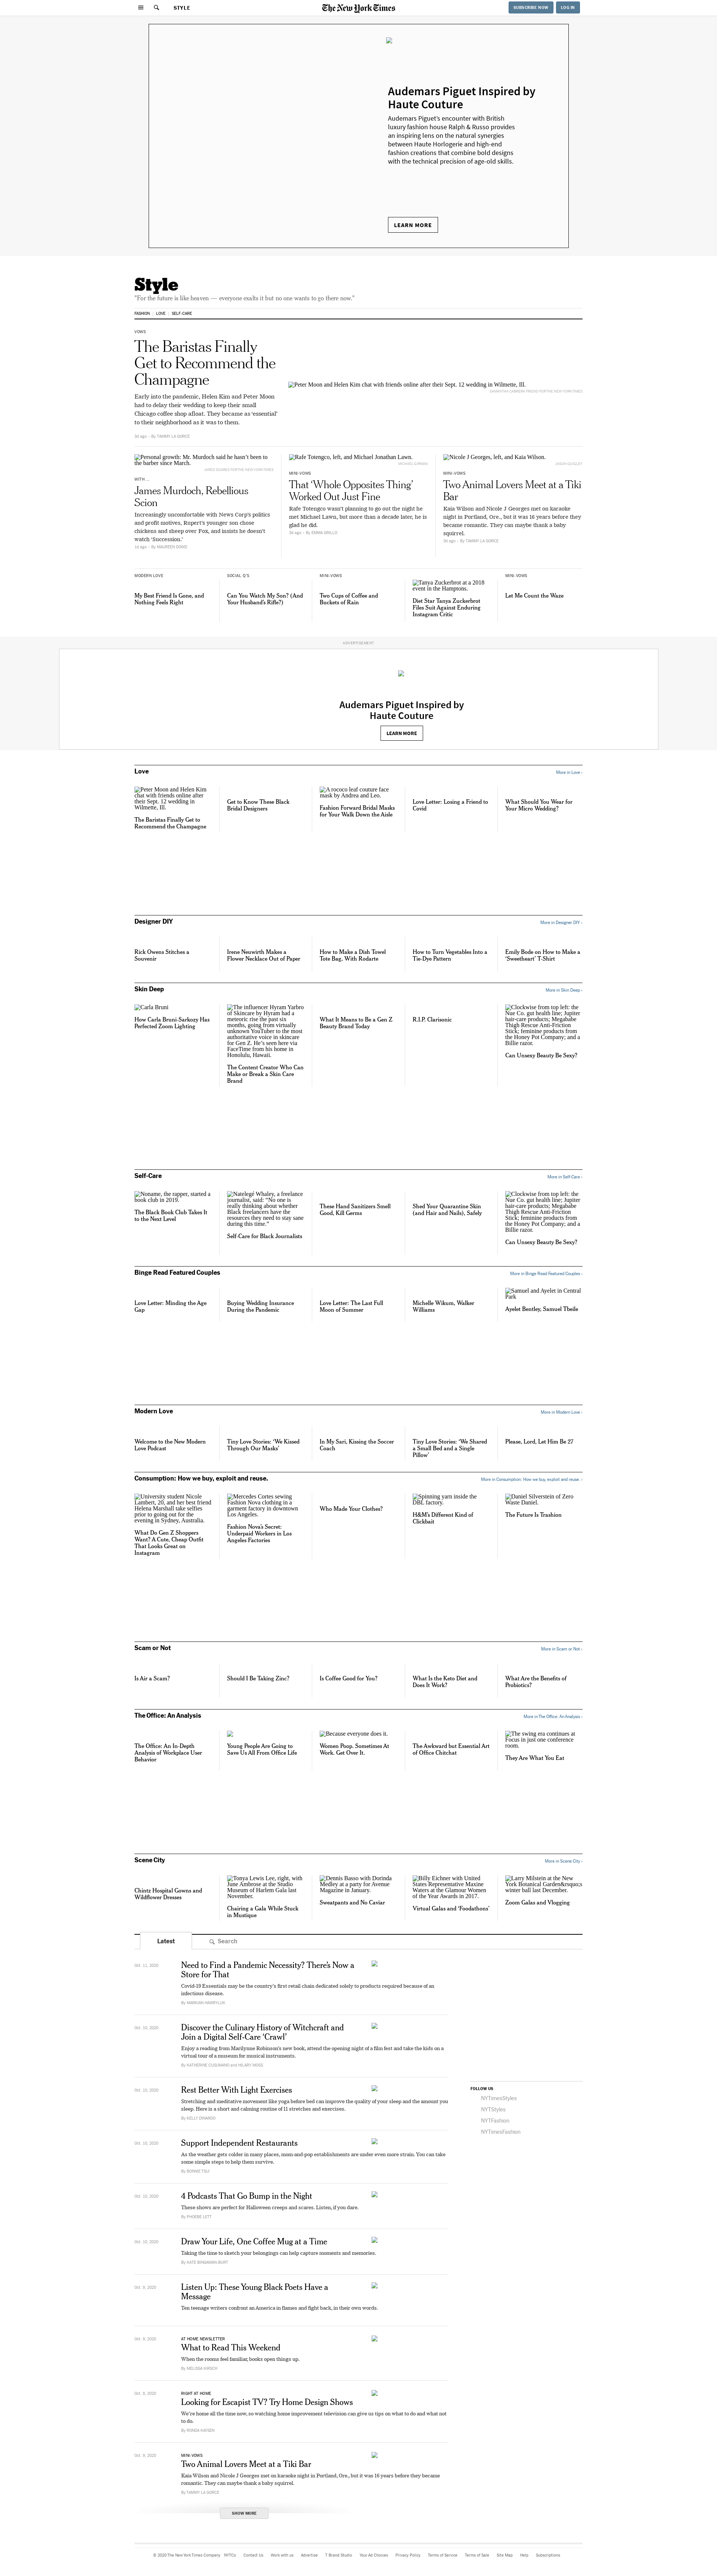 STYLE
The New York Times
SUBSCRIBE NOW
LOG IN
Audemars Piguet Inspired by
Haute Couture
Audemars Piguet's encounter with British
luxury fashion house Ralph & Russo provides
an inspiring lens on the natural synergies
between Haute Horlogerie and high-end
fashion creations that combine bold designs
with the technical precision of age-old skills.
LEARN MORE
Style
"For the future is like heaven — everyone exalts it but no one wants to go there now."
FASHION LOVE SELF-CARE
VOWS
The Baristas Finally
Get to Recommend the
Champagne
Early into the pandemic, Helen Kim and Peter Moon
had to delay their wedding to keep their small
Chicago coffee shop afloat. They also became as 'essential'
to their neighborhood as it was to them.
3d ago - By TAMMY LA GORCE
Peter Moon and Helen Kim chat with friends online after their Sept. 12 wedding in Wilmette, Ill.
Personal growth: Mr. Murdoch said he hasn't been to
the barber since March.
WITH ...
James Murdoch, Rebellious
Scion
Increasingly uncomfortable with News Corp's politics
and profit motives, Rupert's younger son chose
chickens and sheep over Fox, and insists he doesn't
watch 'Succession.'
1d ago - By MAUREEN DOWD
Rafe Totengco, left, and Michael Jonathan Lawn.
MINI-VOWS
That 'Whole Opposites Thing'
Worked Out Just Fine
Rafe Totengco wasn't planning to go out the night he
met Michael Lawn, but more than a decade later, he is
glad he did.
3d ago - By EMMA GRILLO
Nicole J Georges, left, and Kaia Wilson.
MINI-VOWS
Two Animal Lovers Meet at a Tiki
Bar
Kaia Wilson and Nicole J Georges met on karaoke
night in Portland, Ore., but it was 16 years before they
became romantic. They can maybe thank a baby
squirrel.
3d ago - By TAMMY LA GORCE
MODERN LOVE
My Best Friend Is Gone, and
Nothing Feels Right
SOCIAL Q'S
Can You Watch My Son? (And
Your Husband's Rifle?)
MINI-VOWS
Two Cups of Coffee and
Buckets of Rain
Tanya Zuckerbrot at a 2018
event in the Hamptons.
Diet Star Tanya Zuckerbrot
Files Suit Against Enduring
Instagram Critic
MINI-VOWS
Let Me Count the Ways
ADVERTISEMENT
Audemars Piguet Inspired by
Haute Couture
LEARN MORE
Love
More in Love ›
Peter Moon and Helen Kim
chat with friends online after
their Sept. 12 wedding in
Wilmette, Ill.
The Baristas Finally Get to
Recommend the Champagne
Get to Know These Black
Bridal Designers
A rococo leaf couture face
mask by Andrea and Leo.
Fashion Forward Bridal Masks
for Your Walk Down the Aisle
Love Letter: Losing a Friend to
Covid
What Should You Wear for
Your Micro Wedding?
Designer DIY
More in Designer DIY ›
Rick Owens Stitches a
Souvenir
Irene Neuwirth Makes a
Flower Necklace Out of Paper
How to Make a Dish Towel
Tote Bag, With Rodarte
How to Turn Vegetables Into a
Tie-Dye Pattern
Emily Bode on How to Make a
'Sweetheart' T-Shirt
Skin Deep
More in Skin Deep ›
Carla Bruni
How Carla Bruni-Sarkozy Has
Perfected Zoom Lighting
The influencer Hyram Yarbro
of Skincare by Hyram had a
meteoric rise the past six
months, going from virtually
unknown YouTuber to the most
authoritative voice in skincare
for Gen Z. He's seen here via
FaceTime from his home in
Honolulu, Hawaii.
The Content Creator Who Can
Make or Break a Skin Care
Brand
What It Means to Be a Gen Z
Beauty Brand Today
R.I.P. Clarisonic
Clockwise from top left: the
Nue Co. gut health line; Jupiter
hair-care products; Megababe
Thigh Rescue Anti-Friction
Stick; feminine products from
the Honey Pot Company; and a
Billie razor.
Can Unsexy Beauty Be Sexy?
Self-Care
More in Self-Care ›
Noname, the rapper, started a
book club in 2019.
The Black Book Club Takes It
to the Next Level
Natelegé Whaley, a freelance
journalist, said: "No one is
really thinking about whether
Black freelancers have the
resources they need to stay sane
during this time."
Self-Care for Black Journalists
These Hand Sanitizers Smell
Good, Kill Germs
Shed Your Quarantine Skin
(and Hair and Nails), Safely
Clockwise from top left: the
Nue Co. gut health line; Jupiter
hair-care products; Megababe
Thigh Rescue Anti-Friction
Stick; feminine products from
the Honey Pot Company; and a
Billie razor.
Can Unsexy Beauty Be Sexy?
Binge Read Featured Couples
More in Binge Read Featured Couples ›
Love Letter: Minding the Age
Gap
Buying Wedding Insurance
During the Pandemic
Love Letter: The Last Full
Moon of Summer
Michelle Wikum, Walker
Williams
Samuel and Ayelet in Central
Park
Ayelet Bentley, Samuel Thelle
Modern Love
More in Modern Love ›
Welcome to the New Modern
Love Podcast
Tiny Love Stories: 'We Kissed
Through Our Masks'
In My Sari, Kissing the Soccer
Coach
Tiny Love Stories: 'We Shared
a Small Bed and a Single
Pillow'
Please, Lord, Let Him Be 27
Consumption: How we buy, exploit and reuse.
More in Consumption: How we buy, exploit and reuse. ›
University student Nicole
Lambert, 20, and her best friend
Helena Marshall take selfies
prior to going out for the
evening in Sydney, Australia.
What Do Gen Z Shoppers
Want? A Cute, Cheap Outfit
That Looks Great on
Instagram
Mercedes Cortes sewing
Fashion Nova clothing in a
garment factory in downtown
Los Angeles.
Fashion Nova's Secret:
Underpaid Workers in Los
Angeles Factories
Who Made Your Clothes?
Spinning yarn inside the
DBL factory.
H&M's Different Kind of
Clickbait
Daniel Silverstein of Zero
Waste Daniel.
The Future Is Trashion
Scam or Not
More in Scam or Not ›
Is Air a Scam?
Should I Be Taking Zinc?
Is Coffee Good for You?
What Is the Keto Diet and
Does It Work?
What Are the Benefits of
Probiotics?
The Office: An Analysis
More in The Office: An Analysis ›
The Office: An In-Depth
Analysis of Workplace User
Behavior
Young People Are Going to
Save Us All From Office Life
Because everyone does it.
Women Poop. Sometimes At
Work. Get Over It.
The Awkward but Essential Art
of Office Chitchat
The swing era continues at
Focus in just one conference
room.
They Are What You Eat
Scene City
More in Scene City ›
Chintz Hospital Gowns and
Wildflower Dresses
Tonya Lewis Lee, right, with
Jane Ambrose at the Studio
Museum of Harlem Gala last
November.
Chairing a Gala While Stuck
in Mustique
Dennis Basso with Dorinda
Medley at a party for Avenue
Magazine in January.
Sweatpants and No Caviar
Billy Eichner with United
States Representative Maxine
Waters at the Glamour Women
of the Year Awards in 2017.
Virtual Galas and 'Foodathons'
Larry Milstein at the New
York Botanical Garden&rsquo;s
winter ball last December.
Zoom Galas and Vlogging
Latest
Search
Oct. 11, 2020
Need to Find a Pandemic Necessity? There's Now a
Store for That
Covid-19 Essentials may be the country's first retail chain dedicated solely to products required because of an
infectious disease.
Oct. 10, 2020
Discover the Culinary History of Witchcraft and
Join a Digital Self-Care 'Crawl'
Enjoy a reading from Marilynne Robinson's new book, attend the opening night of a film fest and take the kids on a
virtual tour of a museum for musical instruments.
By KATHERINE CUSUMANO and HILARY MOSS
Oct. 10, 2020
Rest Better With Light Exercises
Stretching and meditative movement like yoga before bed can improve the quality of your sleep and the amount you
sleep. Here is a short and calming routine of 11 stretches and exercises.
By KELLY DINARDO
Oct. 10, 2020
Support Independent Restaurants
As the weather gets colder in many places, mom-and-pop establishments are under even more strain. You can take
some simple steps to help them survive.
By BONNIE TSUI
Oct. 10, 2020
4 Podcasts That Go Bump in the Night
These shows are perfect for Halloween creeps and scares. Listen, if you dare.
By PHOEBE LETT
Oct. 10, 2020
Draw Your Life, One Coffee Mug at a Time
Taking the time to sketch your belongings can help capture moments and memories.
Oct. 9, 2020
Listen Up: These Young Black Poets Have a
Message
Ten teenage writers confront an America in flames and fight back, in their own words.
Oct. 9, 2020
AT HOME NEWSLETTER
What to Read This Weekend
When the rooms feel familiar, books open things up.
By MELISSA KIRSCH
Oct. 9, 2020
RIGHT AT HOME
Looking for Escapist TV? Try Home Design Shows
We're home all the time now, so watching home improvement television can give us tips on what to do and what not
to do.
By RONDA KAYSEN
Oct. 9, 2020
MINI-VOWS
Two Animal Lovers Meet at a Tiki Bar
Kaia Wilson and Nicole J Georges met on karaoke night in Portland, Ore., but it was 16 years before they became
romantic. They can maybe thank a baby squirrel.
By TAMMY LA GORCE
SHOW MORE
FOLLOW US
NYTimesStyles
NYTStyles
NYTFashion
NYTimesFashion
© 2020 The New York Times Company NYTCo Contact Us Work with us Advertise T Brand Studio Your Ad Choices Privacy Policy Terms of Service Terms of Sale Site Map Help Subscriptions